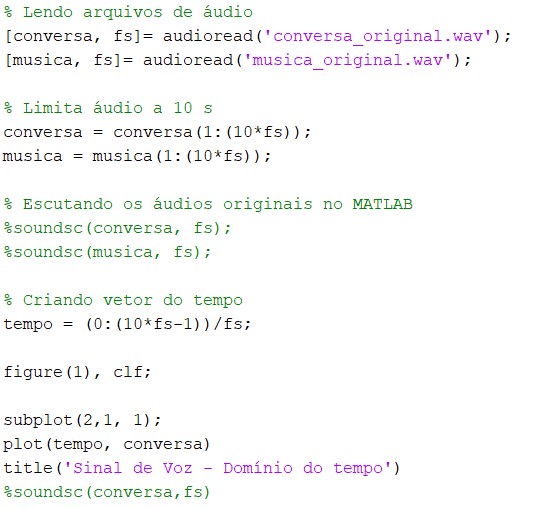 % Lendo arquivos de áudio
[conversa, fs]= audioread('conversa_original.wav');
[musica, fs]= audioread('musica_original.wav');
% Limita áudio a 10 s
conversa = conversa(1:(10*fs));
musica = musica(1:(10*fs));
% Escutando os áudios originais no MATLAB
%soundsc(conversa, fs);
%soundsc(musica, fs);
% Criando vetor do tempo
tempo = (0:(10*fs-1))/fs;
figure(1), clf;
subplot(2,1, 1);
plot(tempo, conversa)
title('Sinal de Voz - Domínio do tempo')
%soundsc(conversa,fs)